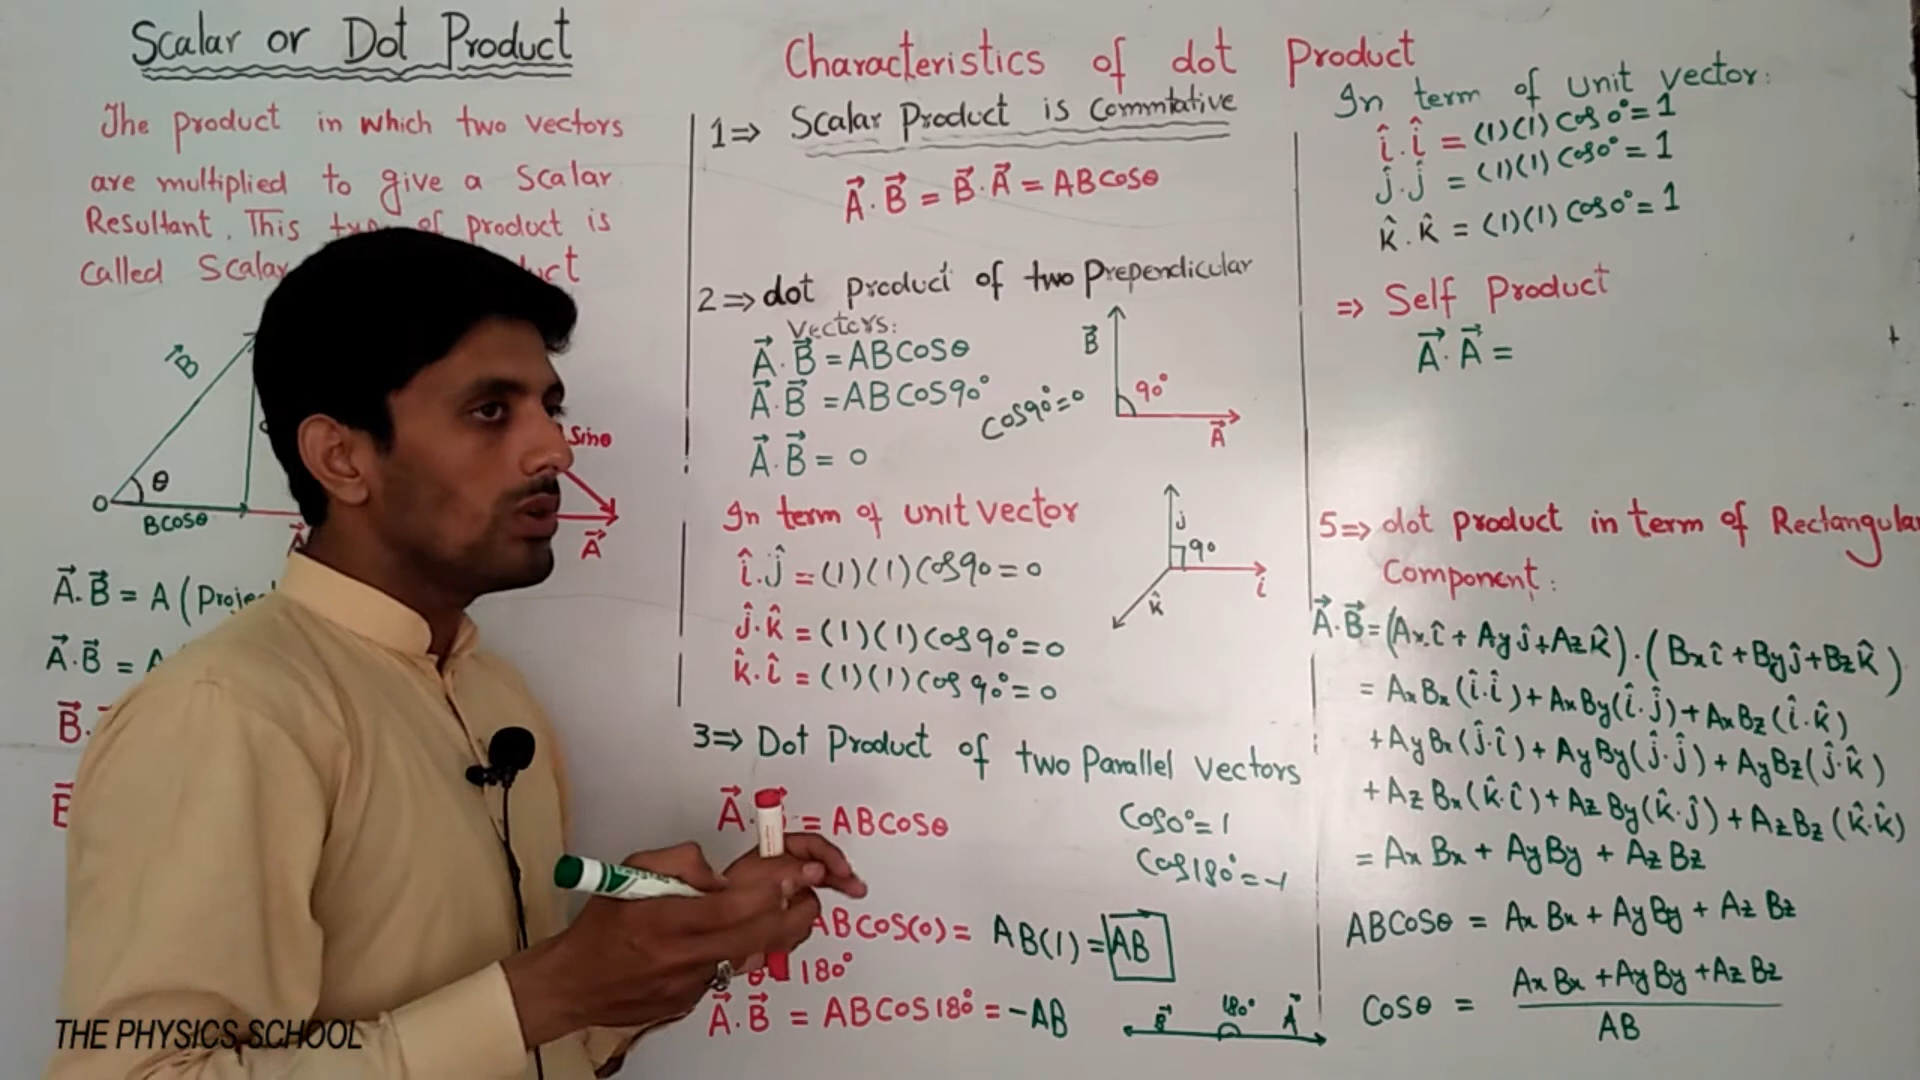 Scalar or Dot Product
The product in which two vectors
are multiplied to give a Scalar
Resultant. This type of product is
called Scalar
B⃗
θ
O
Bcosθ
Sinθ
A⃗
A⃗.B⃗ = A (Projec
A⃗.B⃗ = A
B⃗.
THE PHYSICS SCHOOL
Characteristics of dot Product
1⇒ Scalar Product is Commtative
A⃗.B⃗ = B⃗.A⃗ = ABCosθ
2⇒ dot product of two Prependicular
Vectors:
A⃗.B⃗ = ABCosθ
A⃗.B⃗ = ABCos90°
Cos90°=0
A⃗.B⃗ = 0
B⃗
90°
A⃗
In term of unit vector
î.ĵ = (1)(1)Cos90 = 0
ĵ.k̂ = (1)(1)Cos90° = 0
k̂.î = (1)(1)Cos90° = 0
j
90
i
k̂
3⇒ Dot Product of two Parallel vectors
A⃗. = ABCosθ
Cos0°=1
Cos180°=-1
ABCos(0) = AB(1) = AB
180°
A⃗.B⃗ = ABCos180° = -AB
B⃗ 180° A⃗
In term of unit vector:
î.î = (1)(1)Cos0°=1
ĵ.ĵ = (1)(1)Cos0°=1
k̂.k̂ = (1)(1)Cos0°=1
⇒ Self Product
A⃗.A⃗ =
5⇒ dot product in term of Rectangular
Component:
A⃗.B⃗ = (Axî + Ayĵ + Azk̂).(Bxî + Byĵ + Bzk̂)
= AxBx(î.î) + AxBy(î.ĵ) + AxBz(î.k̂)
+ AyBx(ĵ.î) + AyBy(ĵ.ĵ) + AyBz(ĵ.k̂)
+ AzBx(k̂.î) + AzBy(k̂.ĵ) + AzBz(k̂.k̂)
= AxBx + AyBy + AzBz
ABCosθ = AxBx + AyBy + AzBz
Cosθ = AxBx + AyBy + AzBz
AB